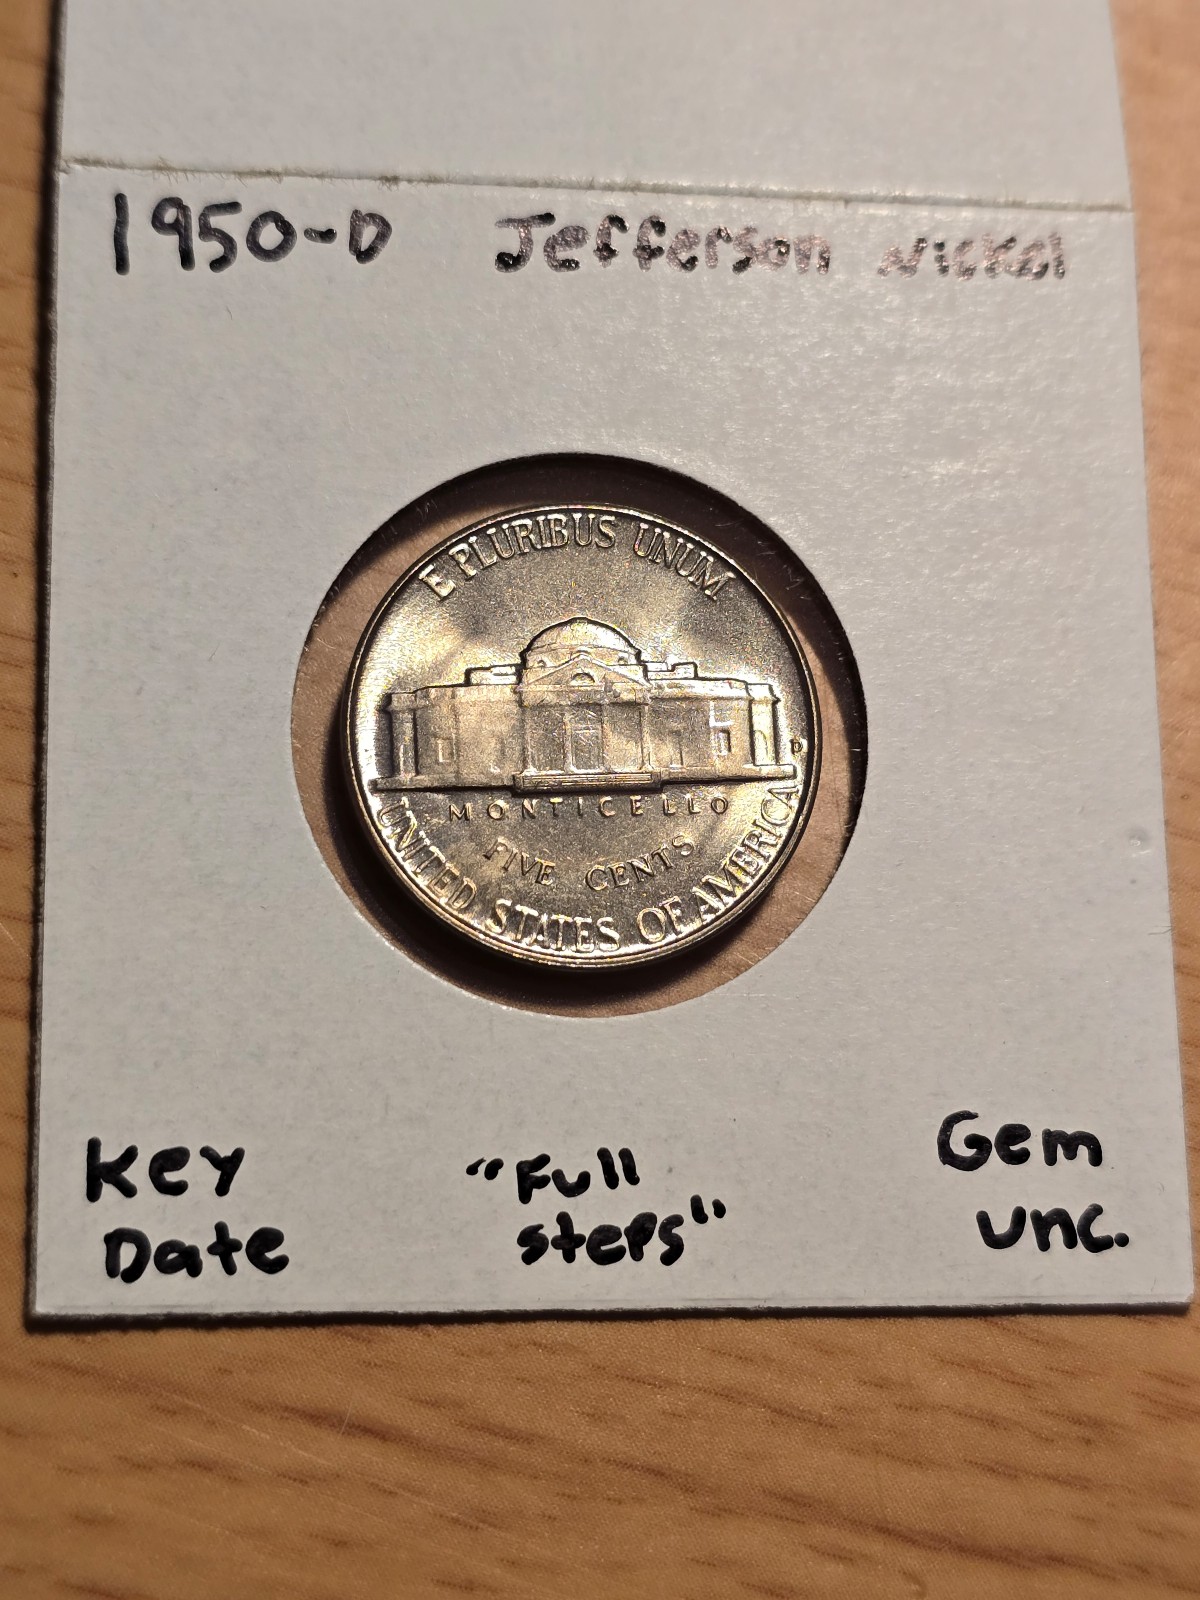 1950-D Jefferson Nickel
E PLURIBUS UNUM
D
MONTICELLO
FIVE CENTS
UNITED STATES OF AMERICA
Key Date
"Full steps"
Gem unc.